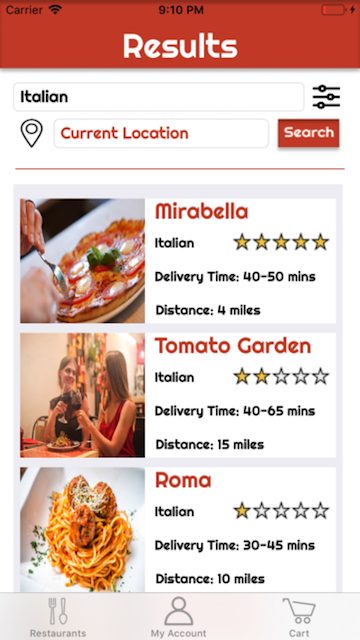 Carrier 9:10 PM
Results
Italian
Current Location Search
Mirabella
Italian
Delivery Time: 40-50 mins
Distance: 4 miles
Tomato Garden
Italian
Delivery Time: 40-65 mins
Distance: 15 miles
Roma
Italian
Delivery Time: 30-45 mins
Distance: 10 miles
Restaurants My Account Cart